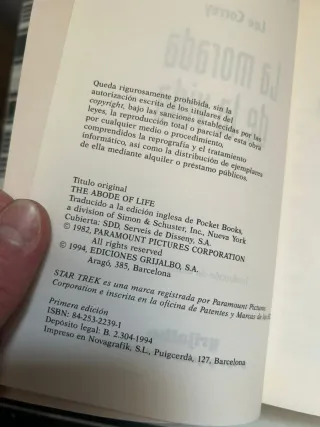 Lee Correy
La morada
de la vida
Queda rigurosamente prohibida, sin la
autorización escrita de los titulares del
copyright, bajo las sanciones establecidas por las
leyes, la reproducción total o parcial de esta obra
por cualquier medio o procedimiento,
comprendidos la reprografía y el tratamiento
informático, así como la distribución de ejemplares
de ella mediante alquiler o préstamo públicos.
Título original
THE ABODE OF LIFE
Traducido a la edición inglesa de Pocket Books,
a division of Simon & Schuster, Inc., Nueva York
Cubierta: SDD, Serveis de Disseny, S.A.
© 1982, PARAMOUNT PICTURES CORPORATION
All rights reserved
© 1994, EDICIONES GRIJALBO, S.A.
Aragó, 385, Barcelona
STAR TREK es una marca registrada por Paramount Pictures
Corporation e inscrita en la oficina de Patentes y Marcas de los
Primera edición
ISBN: 84-253-2239-1
Depósito legal: B. 2.304-1994
Impreso en Novagrafik, S.L., Puigcerdà, 127, Barcelona
grijalbo